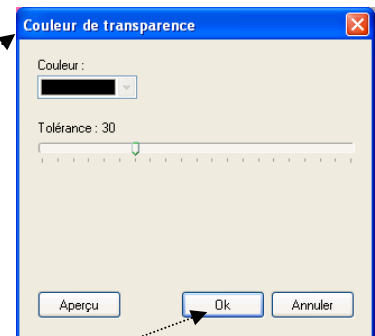 Couleur de transparence
Couleur :
Tolérance : 30
Aperçu
Ok
Annuler